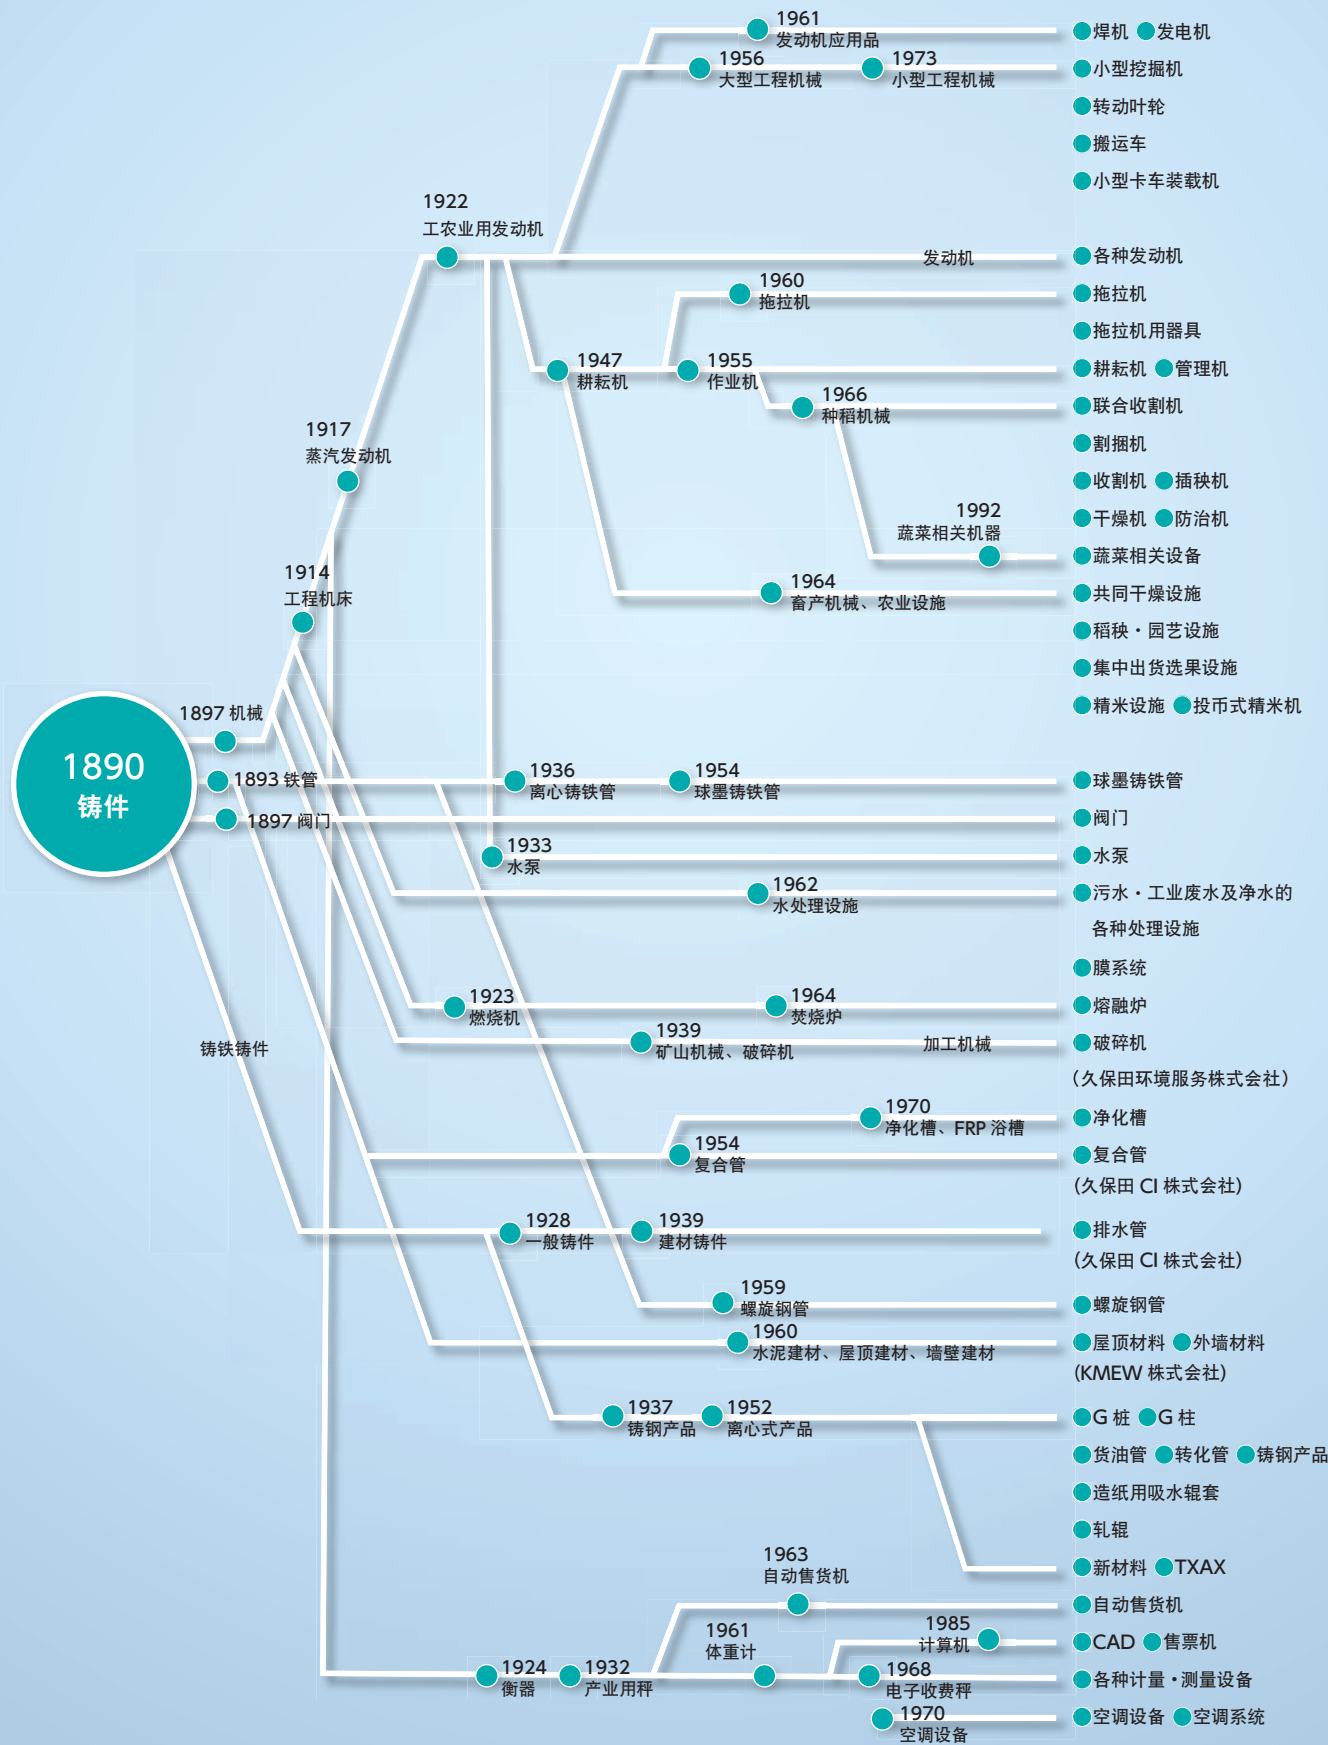 1961
发动机应用品
焊机 发电机
1956
大型工程机械
1973
小型工程机械
小型挖掘机
转动叶轮
搬运车
小型卡车装载机
1922
工农业用发动机
发动机
各种发动机
1960
拖拉机
拖拉机
拖拉机用器具
1947
耕耘机
1955
作业机
耕耘机 管理机
1966
种稻机械
联合收割机
割捆机
1917
蒸汽发动机
收割机 插秧机
干燥机 防治机
1992
蔬菜相关机器
蔬菜相关设备
1914
工程机床
1964
畜产机械、农业设施
共同干燥设施
稻秧・园艺设施
集中出货选果设施
精米设施 投币式精米机
1897 机械
1890
铸件
1893 铁管
1936
离心铸铁管
1954
球墨铸铁管
球墨铸铁管
1897 阀门
阀门
1933
水泵
水泵
1962
水处理设施
污水・工业废水及净水的
各种处理设施
膜系统
1923
燃烧机
1964
焚烧炉
熔融炉
铸铁铸件
1939
矿山机械、破碎机
加工机械
破碎机
(久保田环境服务株式会社)
1970
净化槽、FRP 浴槽
净化槽
1954
复合管
复合管
(久保田 CI 株式会社)
1928
一般铸件
1939
建材铸件
排水管
(久保田 CI 株式会社)
1959
螺旋钢管
螺旋钢管
1960
水泥建材、屋顶建材、墙壁建材
屋顶材料 外墙材料
(KMEW 株式会社)
1937
铸钢产品
1952
离心式产品
G 桩 G 柱
货油管 转化管 铸钢产品
造纸用吸水辊套
轧辊
新材料 TXAX
1963
自动售货机
自动售货机
1961
体重计
1985
计算机
CAD 售票机
1924
衡器
1932
产业用秤
1968
电子收费秤
各种计量・测量设备
1970
空调设备
空调设备 空调系统